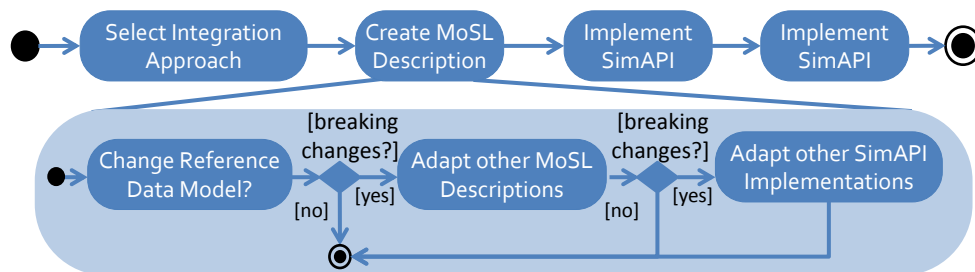 Select Integration
Approach
Create MoSL
Description
Implement
SimAPI
Implement
SimAPI
Change Reference
Data Model?
[breaking
changes?]
[no]
[yes]
Adapt other MoSL
Descriptions
[breaking
changes?]
[no]
[yes]
Adapt other SimAPI
Implementations